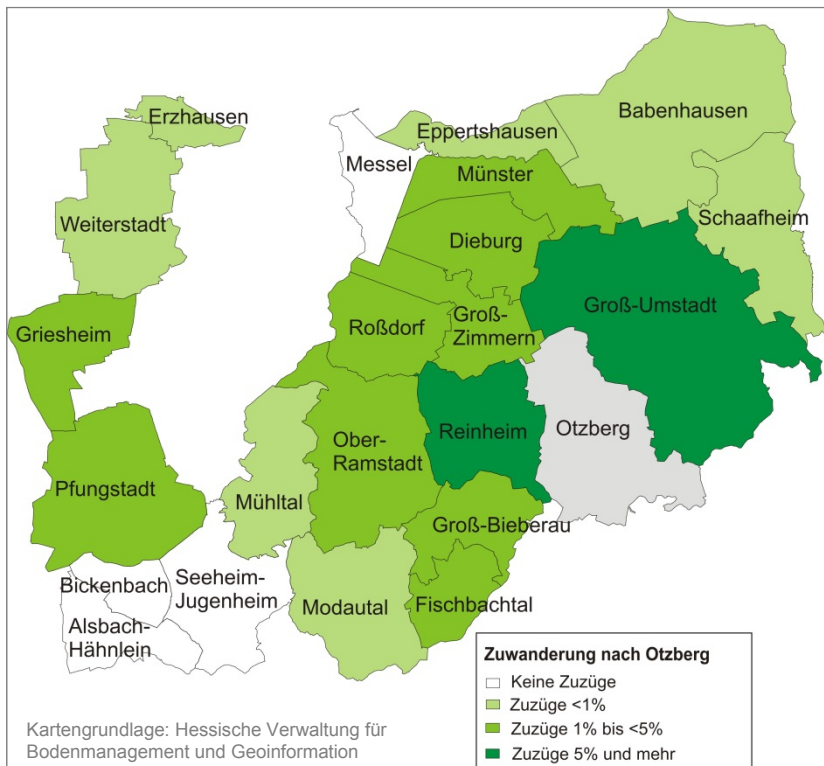 Erzhausen
Eppertshausen
Babenhausen
Messel
Münster
Weiterstadt
Schaafheim
Dieburg
Groß-Umstadt
Griesheim
Roßdorf
Groß-
Zimmern
Reinheim
Otzberg
Ober-
Ramstadt
Pfungstadt
Mühltal
Groß-Bieberau
Bickenbach
Seeheim-
Jugenheim
Modautal
Fischbachtal
Alsbach-
Hähnlein
Zuwanderung nach Otzberg
Keine Zuzüge
Zuzüge <1%
Zuzüge 1% bis <5%
Zuzüge 5% und mehr
Kartengrundlage: Hessische Verwaltung für
Bodenmanagement und Geoinformation